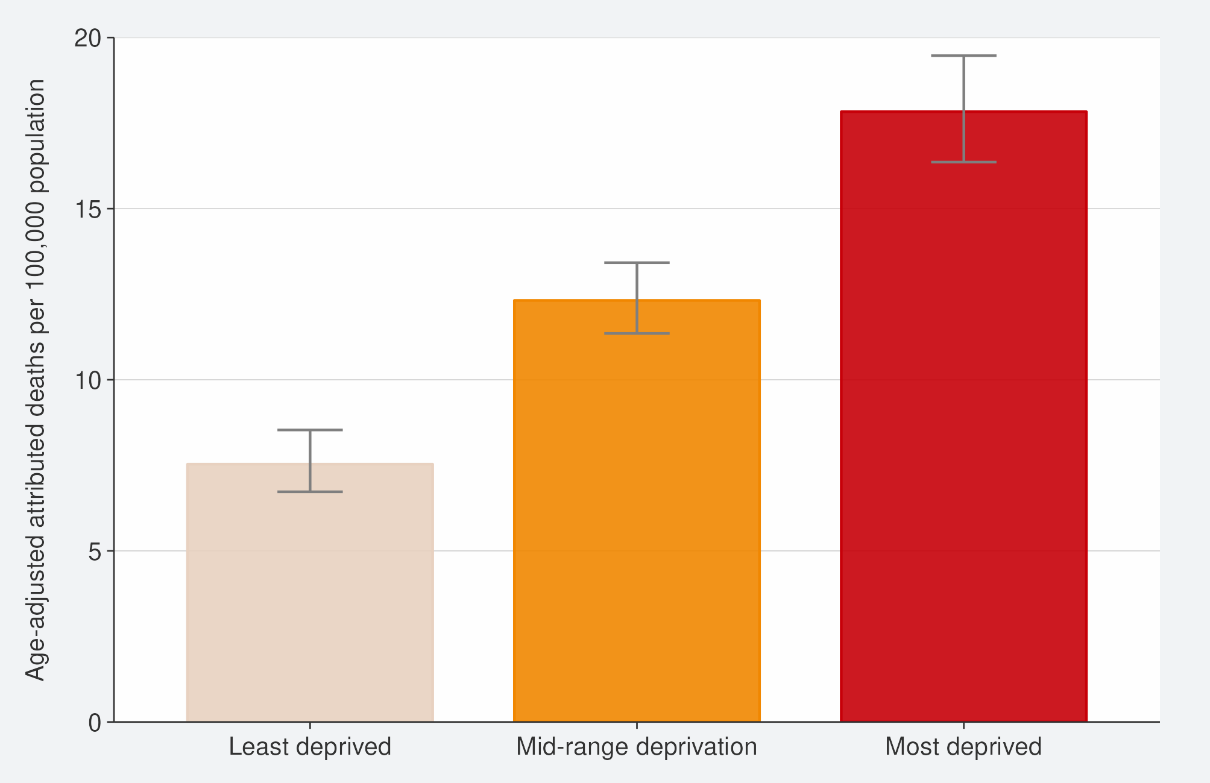 Age-adjusted attributed deaths per 100,000 population
20
15
10
5
0
Least deprived
Mid-range deprivation
Most deprived